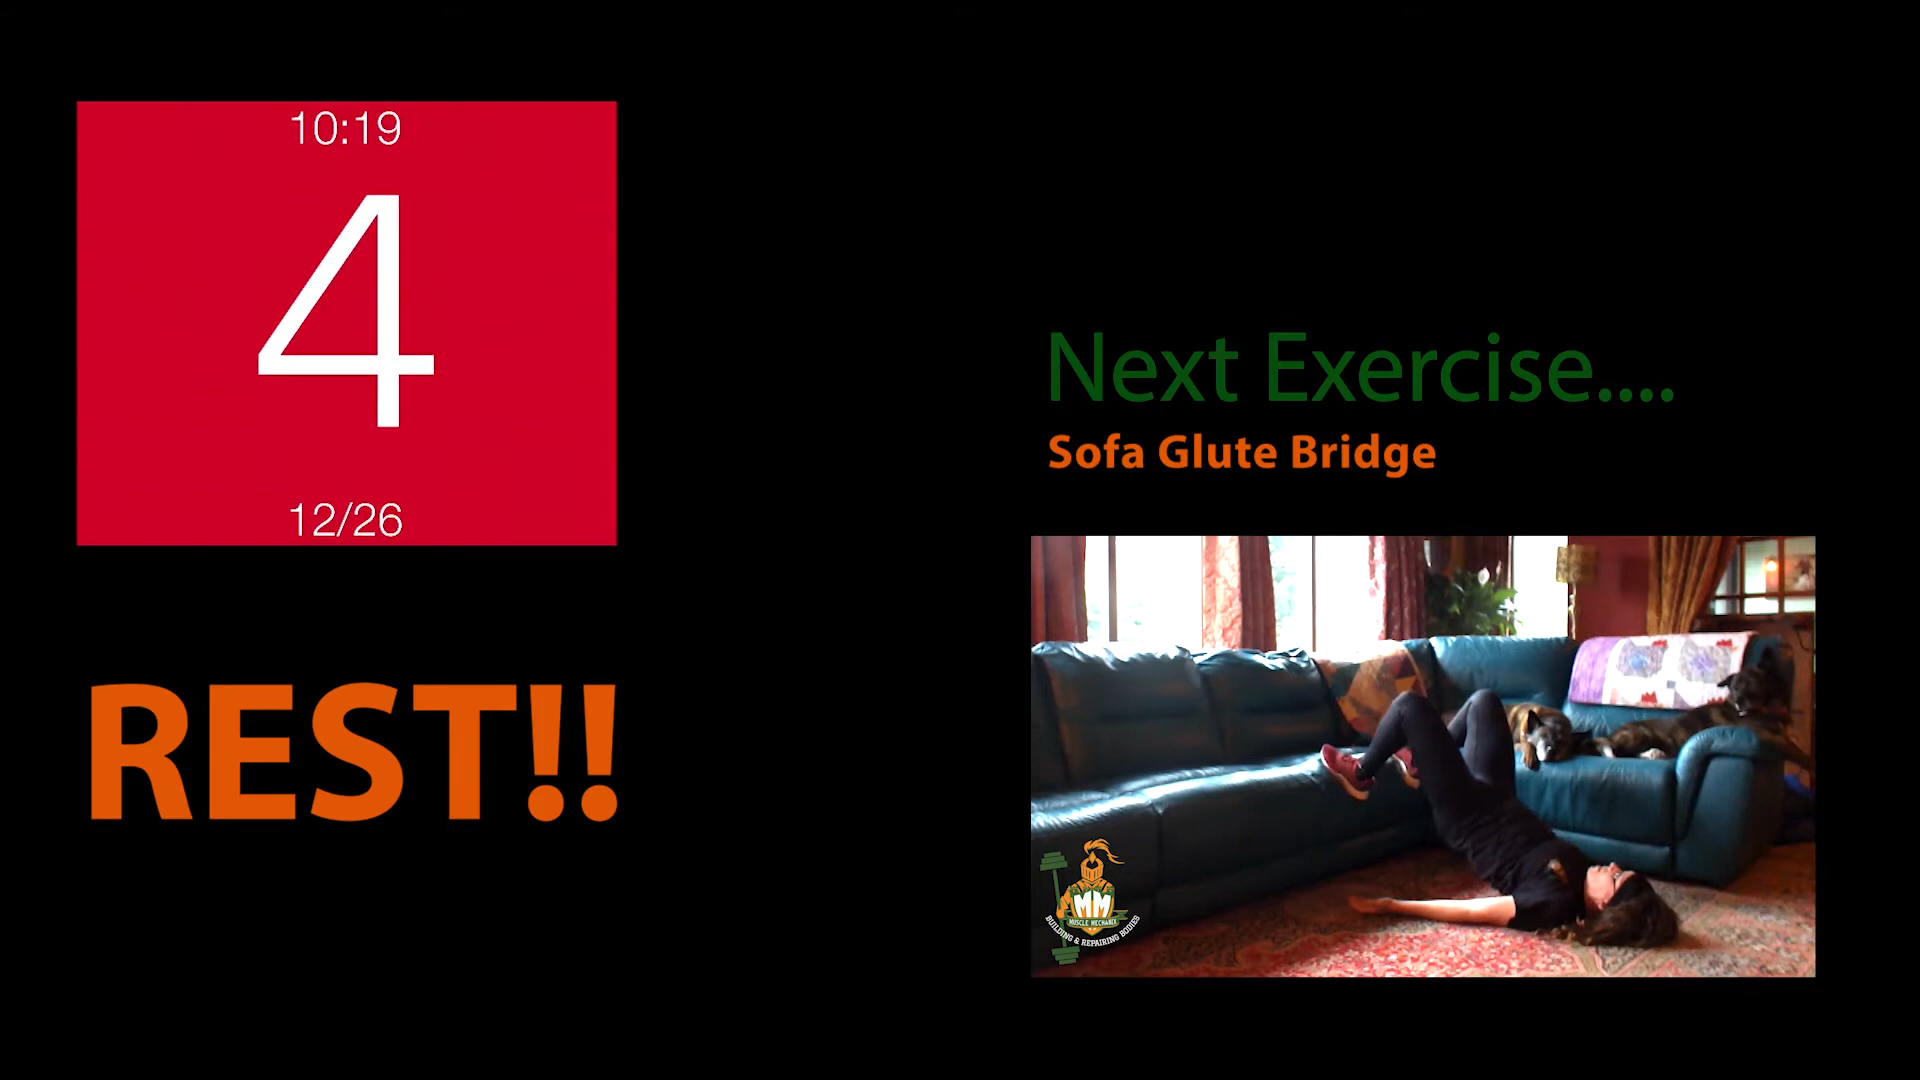 10:19
4
12/26
REST!!
Next Exercise....
Sofa Glute Bridge
MM
MUSCLE MECHANIX
BUILDING & REPAIRING BODIES